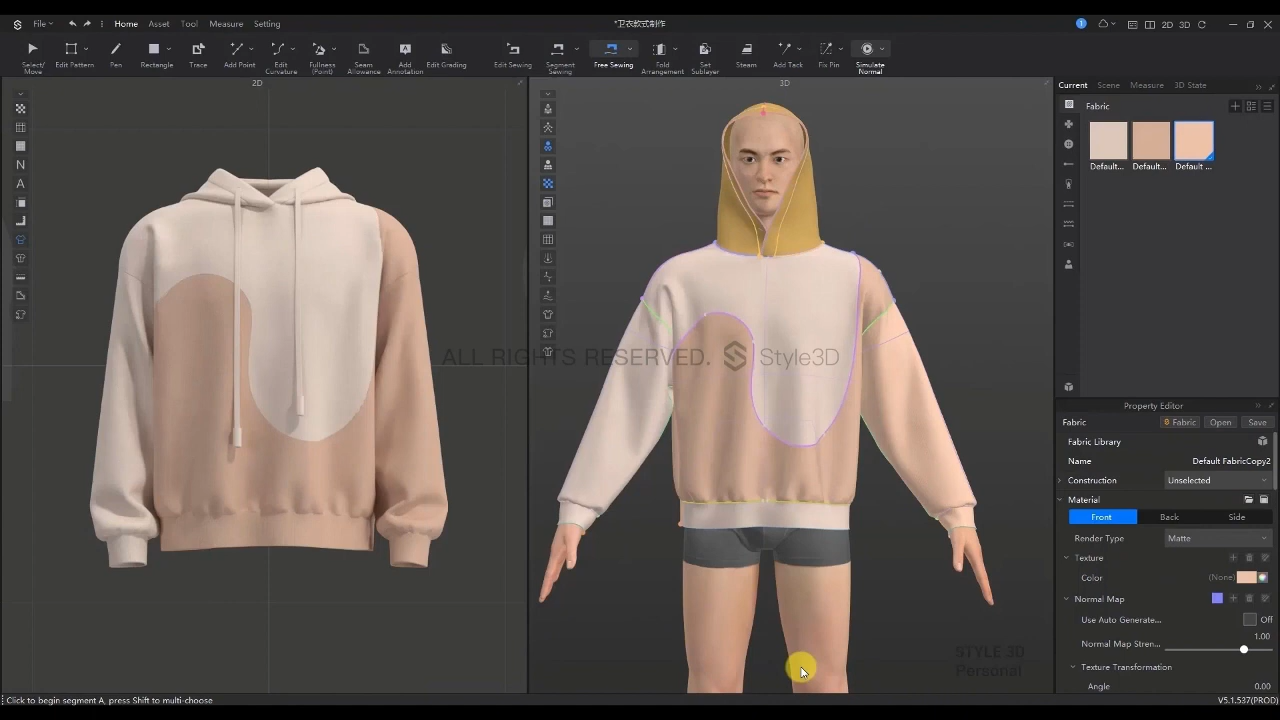 File
Home
Asset
Tool
Measure
Setting
*卫衣款式制作
1
2D
3D
Select/
Move
Edit Pattern
Pen
Rectangle
Trace
Add Point
Edit
Curvature
Fullness
(Point)
Seam
Allowance
Add
Annotation
Edit Grading
Edit Sewing
Segment
Sewing
Free Sewing
Fold
Arrangement
Set
Sublayer
Steam
Add Tack
Fix Pin
Simulate
Normal
2D
3D
Current
Scene
Measure
3D State
Fabric
Default...
Default...
Default ...
ALL RIGHTS RESERVED.
Style3D
Property Editor
Fabric
Fabric
Open
Save
Fabric Library
Name
Default FabricCopy2
Construction
Unselected
Material
Front
Back
Side
Render Type
Matte
Texture
Color
(None)
Normal Map
Use Auto Generate...
Off
Normal Map Stren...
1.00
Texture Transformation
Angle
0.00
STYLE 3D
Personal
Click to begin segment A, press Shift to multi-choose
V5.1.537(PROD)